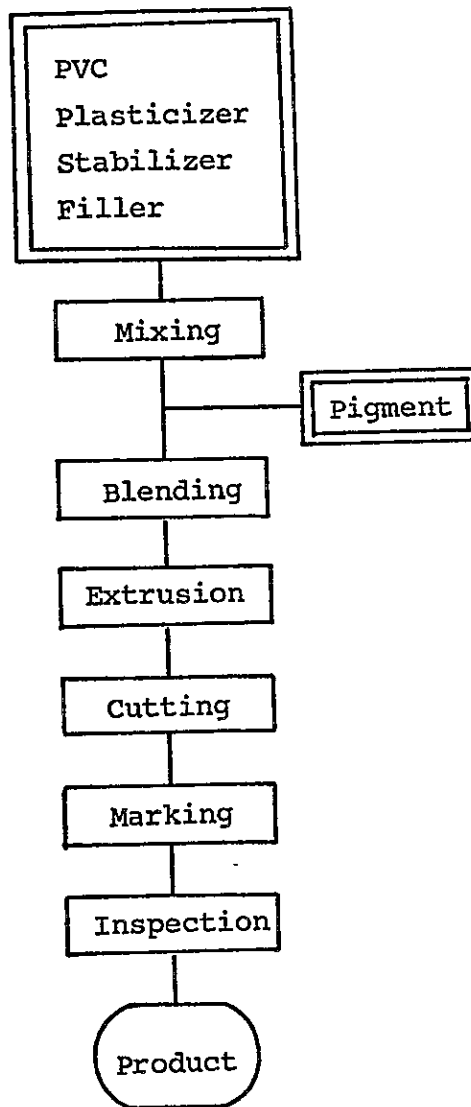 PVC
Plasticizer
Stabilizer
Filler
Mixing
Pigment
Blending
Extrusion
Cutting
Marking
Inspection
Product